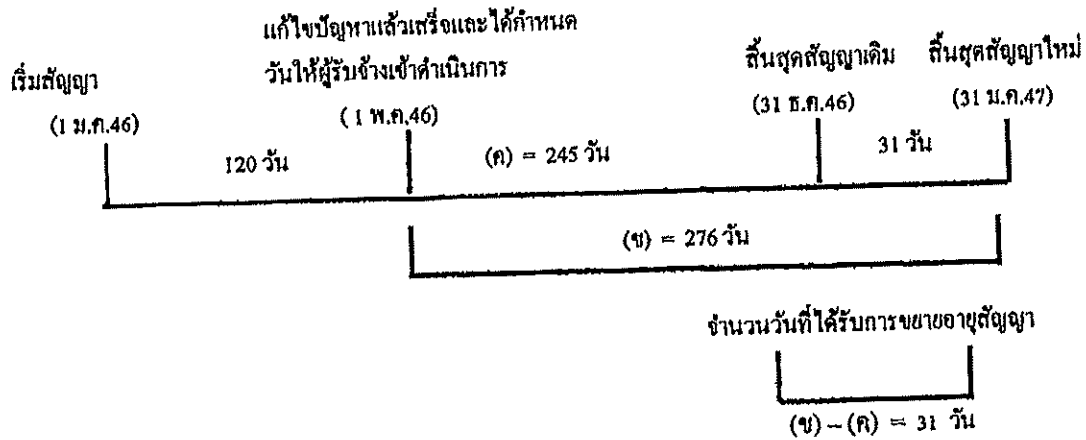 แก้ไขปัญหาแล้วเสร็จและได้กำหนด
วันให้ผู้รับจ้างเข้าดำเนินการ
เริ่มสัญญา
สิ้นสุดสัญญาเดิม
สิ้นสุดสัญญาใหม่
(1 ม.ค.46)
(1 พ.ค.46)
(31 ธ.ค.46)
(31 ม.ค.47)
120 วัน
(ค) = 245 วัน
31 วัน
(ข) = 276 วัน
จำนวนวันที่ได้รับการขยายอายุสัญญา
(ข) – (ค) = 31 วัน